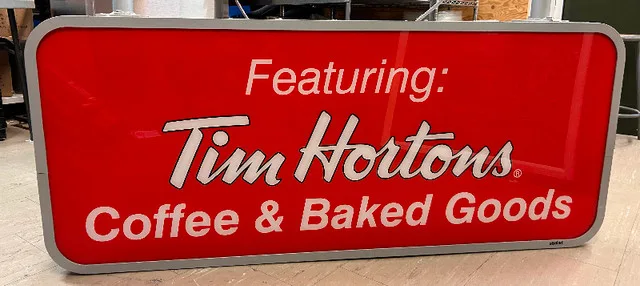 Featuring:
Tim Hortons®
Coffee & Baked Goods